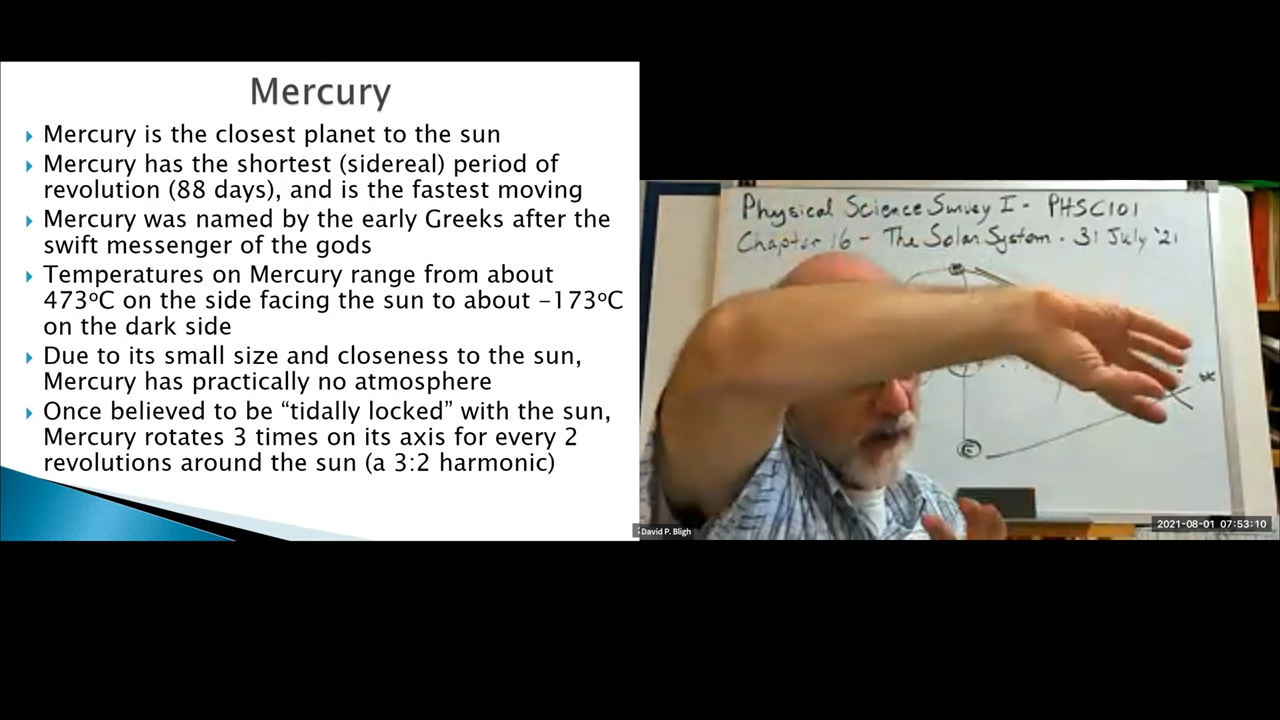 Mercury
Mercury is the closest planet to the sun
Mercury has the shortest (sidereal) period of
revolution (88 days), and is the fastest moving
Mercury was named by the early Greeks after the
swift messenger of the gods
Temperatures on Mercury range from about
473ºC on the side facing the sun to about −173ºC
on the dark side
Due to its small size and closeness to the sun,
Mercury has practically no atmosphere
Once believed to be “tidally locked” with the sun,
Mercury rotates 3 times on its axis for every 2
revolutions around the sun (a 3:2 harmonic)
Physical Science Survey I - PHSC101
Chapter 16 - The Solar System - 31 July '21
2021-08-01 07:53:10
David P. Bligh